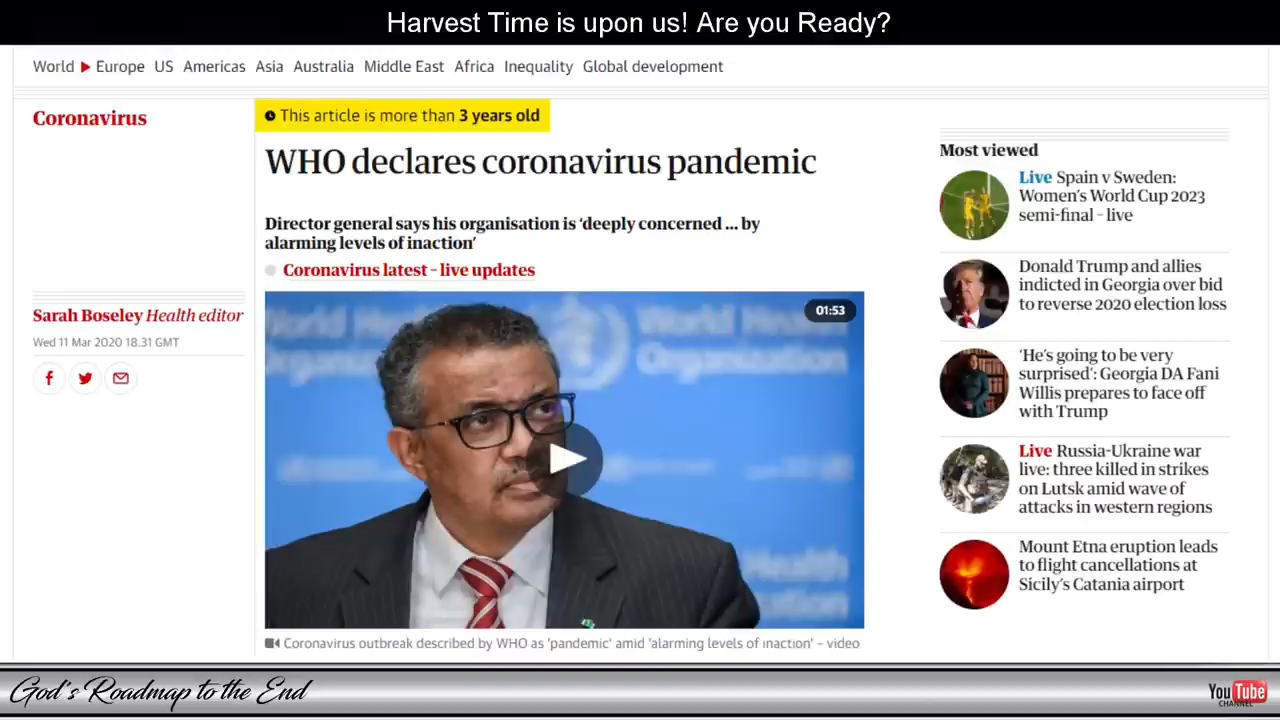 Harvest Time is upon us! Are you Ready?
World Europe US Americas Asia Australia Middle East Africa Inequality Global development
Coronavirus
This article is more than 3 years old
WHO declares coronavirus pandemic
Director general says his organisation is ‘deeply concerned ... by
alarming levels of inaction’
Coronavirus latest – live updates
Sarah Boseley Health editor
Wed 11 Mar 2020 18.31 GMT
01:53
World Health
Organisation
World Health
Organisation
Health
Coronavirus outbreak described by WHO as 'pandemic' amid 'alarming levels of inaction' – video
Most viewed
Live Spain v Sweden:
Women’s World Cup 2023
semi-final – live
Donald Trump and allies
indicted in Georgia over bid
to reverse 2020 election loss
‘He’s going to be very
surprised’: Georgia DA Fani
Willis prepares to face off
with Trump
Live Russia-Ukraine war
live: three killed in strikes
on Lutsk amid wave of
attacks in western regions
Mount Etna eruption leads
to flight cancellations at
Sicily’s Catania airport
God's Roadmap to the End
YouTube
CHANNEL